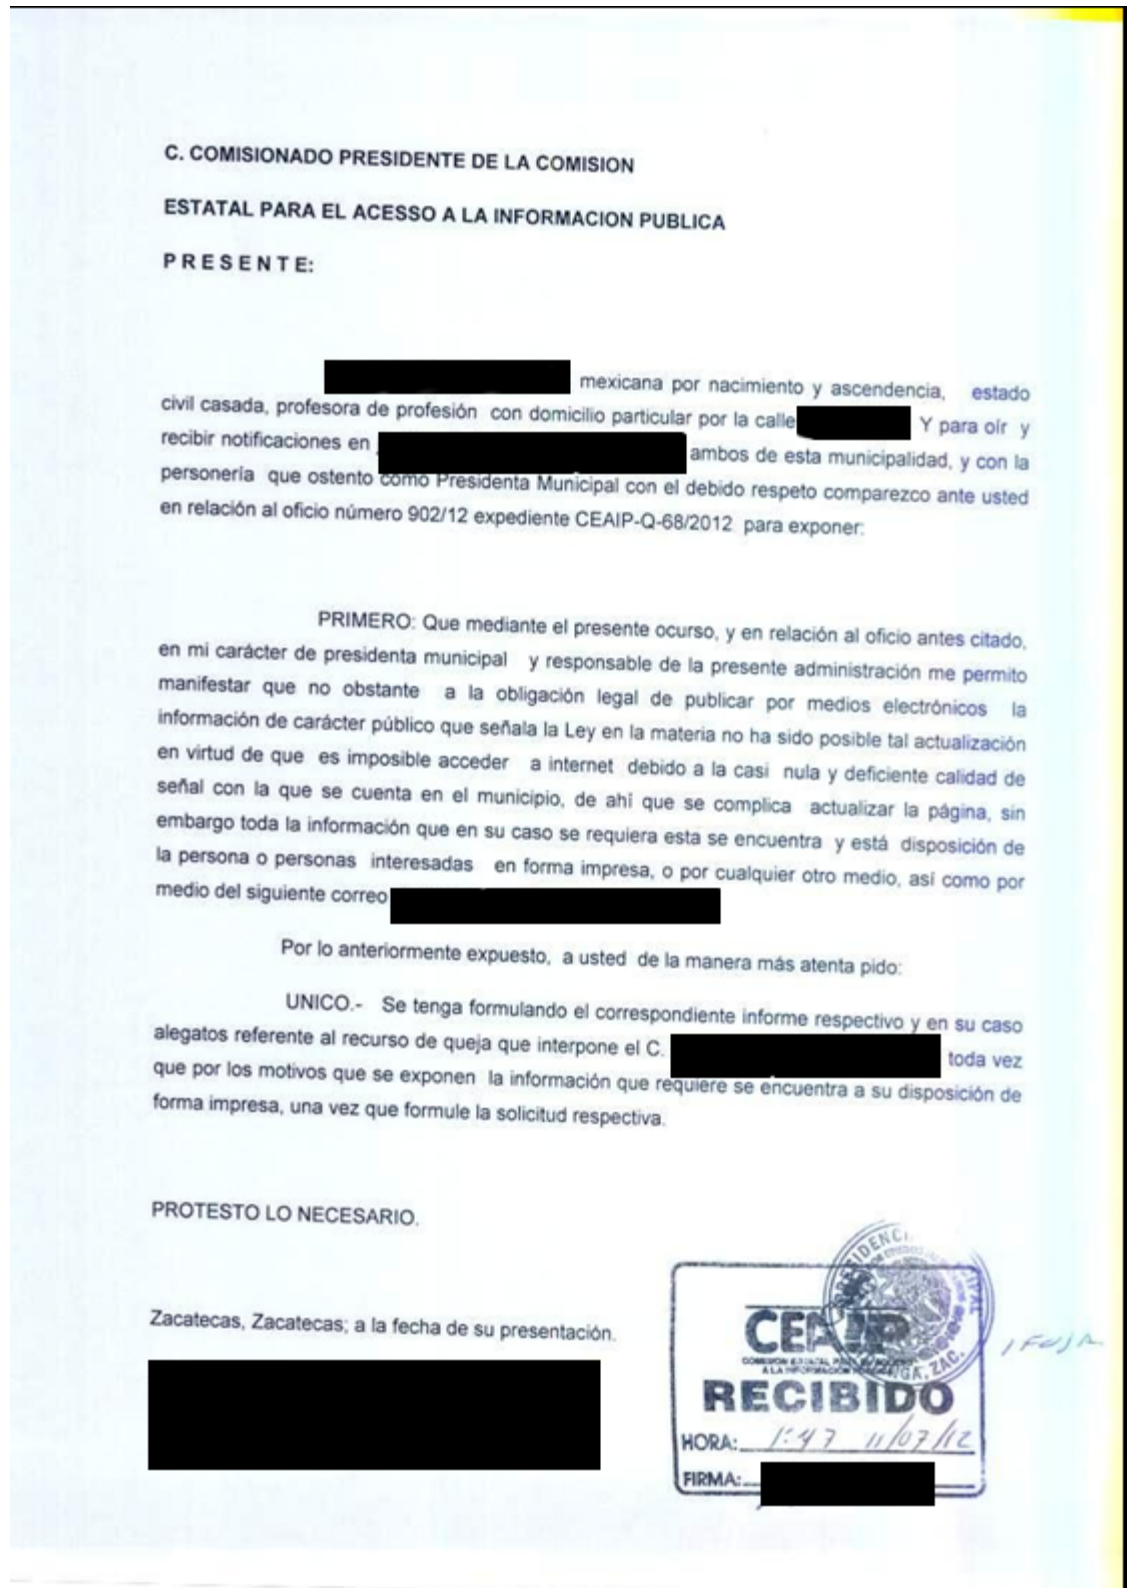 C. COMISIONADO PRESIDENTE DE LA COMISION
ESTATAL PARA EL ACESSO A LA INFORMACION PUBLICA
P R E S E N T E:
mexicana por nacimiento y ascendencia, estado
civil casada, profesora de profesión con domicilio particular por la calle Y para oír y
recibir notificaciones en ambos de esta municipalidad, y con la
personería que ostento como Presidenta Municipal con el debido respeto comparezco ante usted
en relación al oficio número 902/12 expediente CEAIP-Q-68/2012 para exponer:
PRIMERO: Que mediante el presente ocurso, y en relación al oficio antes citado,
en mi carácter de presidenta municipal y responsable de la presente administración me permito
manifestar que no obstante a la obligación legal de publicar por medios electrónicos la
información de carácter público que señala la Ley en la materia no ha sido posible tal actualización
en virtud de que es imposible acceder a internet debido a la casi nula y deficiente calidad de
señal con la que se cuenta en el municipio, de ahí que se complica actualizar la página, sin
embargo toda la información que en su caso se requiera esta se encuentra y está disposición de
la persona o personas interesadas en forma impresa, o por cualquier otro medio, así como por
medio del siguiente correo
Por lo anteriormente expuesto, a usted de la manera más atenta pido:
UNICO.- Se tenga formulando el correspondiente informe respectivo y en su caso
alegatos referente al recurso de queja que interpone el C. toda vez
que por los motivos que se exponen la información que requiere se encuentra a su disposición de
forma impresa, una vez que formule la solicitud respectiva.
PROTESTO LO NECESARIO.
Zacatecas, Zacatecas; a la fecha de su presentación.
CEAIP
COMISION ESTATAL PARA EL ACCESO
A LA INFORMACION
RECIBIDO
HORA: 1:47 11/07/12
FIRMA:
ZAC.